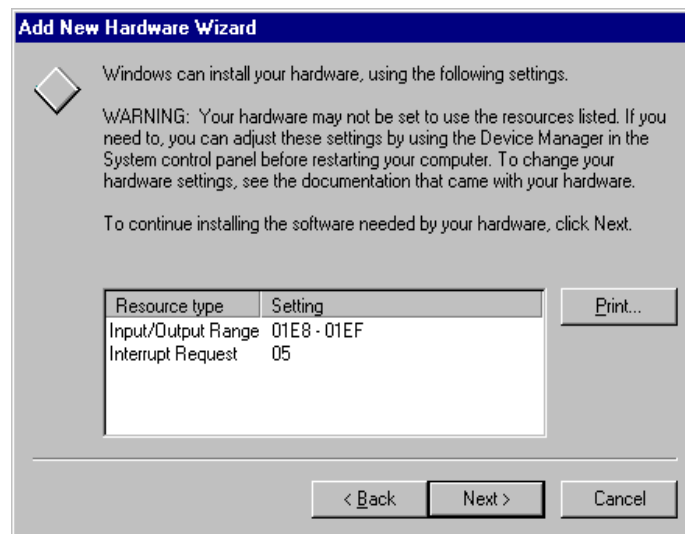 Add New Hardware Wizard
Windows can install your hardware, using the following settings.
WARNING: Your hardware may not be set to use the resources listed. If you
need to, you can adjust these settings by using the Device Manager in the
System control panel before restarting your computer. To change your
hardware settings, see the documentation that came with your hardware.
To continue installing the software needed by your hardware, click Next.
Resource type Setting
Input/Output Range 01E8 - 01EF
Interrupt Request 05
Print...
< Back Next > Cancel